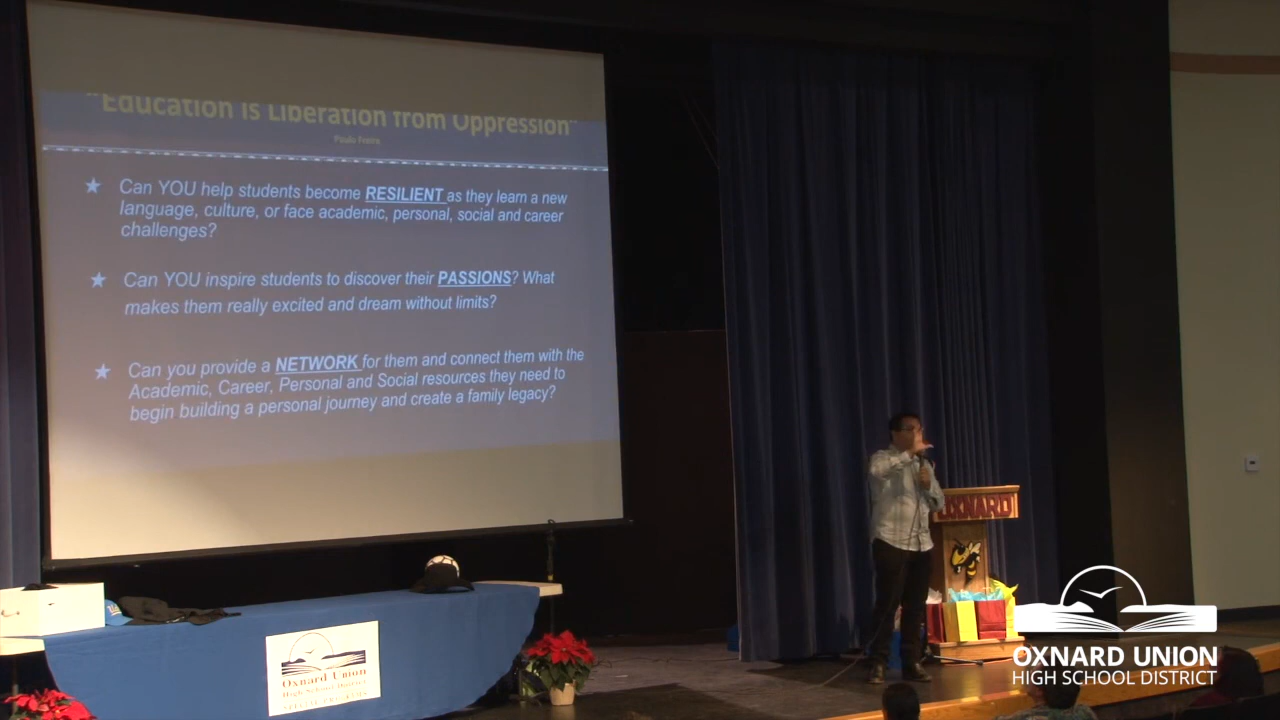 "Education is Liberation from Oppression"
Paulo Freire
Can YOU help students become RESILIENT as they learn a new
language, culture, or face academic, personal, social and career
challenges?
Can YOU inspire students to discover their PASSIONS? What
makes them really excited and dream without limits?
Can you provide a NETWORK for them and connect them with the
Academic, Career, Personal and Social resources they need to
begin building a personal journey and create a family legacy?
OXNARD
Oxnard Union
High School District
OXNARD UNION
HIGH SCHOOL DISTRICT